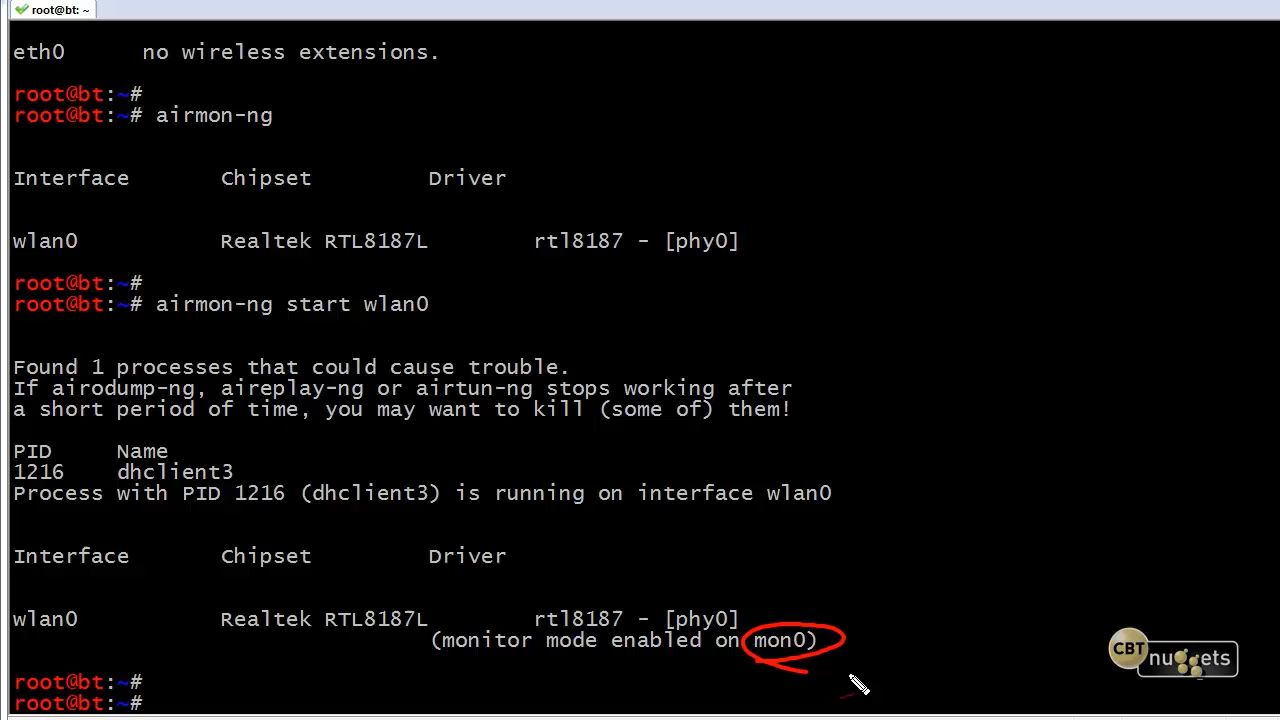 root@bt: ~
eth0 no wireless extensions.
root@bt:~#
root@bt:~# airmon-ng
Interface Chipset Driver
wlan0 Realtek RTL8187L rtl8187 - [phy0]
root@bt:~#
root@bt:~# airmon-ng start wlan0
Found 1 processes that could cause trouble.
If airodump-ng, aireplay-ng or airtun-ng stops working after
a short period of time, you may want to kill (some of) them!
PID Name
1216 dhclient3
Process with PID 1216 (dhclient3) is running on interface wlan0
Interface Chipset Driver
wlan0 Realtek RTL8187L rtl8187 - [phy0]
(monitor mode enabled on mon0)
CBT nuggets
root@bt:~#
root@bt:~#